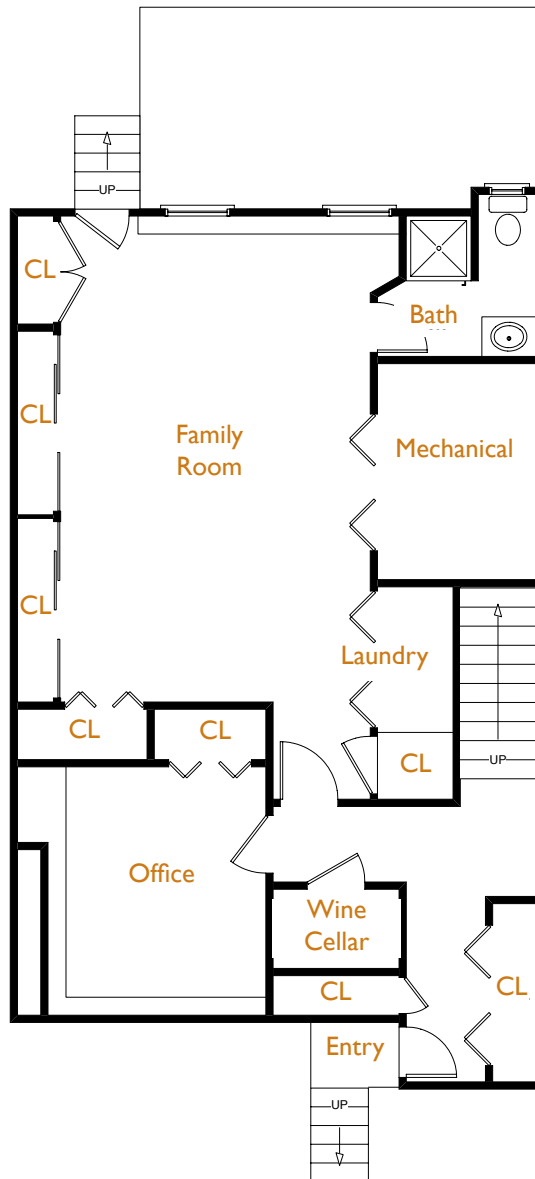 UP
CL
Bath
CL
Family
Room
Mechanical
CL
Laundry
CL
CL
CL
UP
Office
Wine
Cellar
CL
CL
Entry
UP